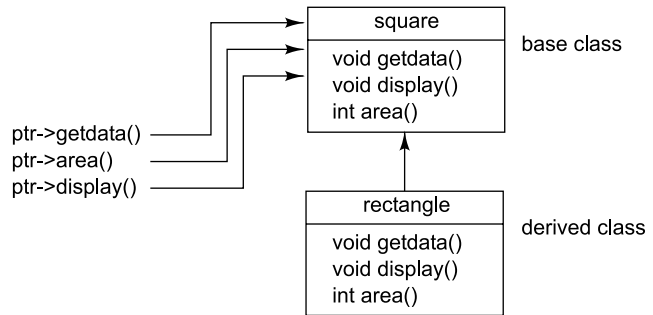 square
void getdata()
void display()
int area()
base class
ptr->getdata()
ptr->area()
ptr->display()
rectangle
void getdata()
void display()
int area()
derived class